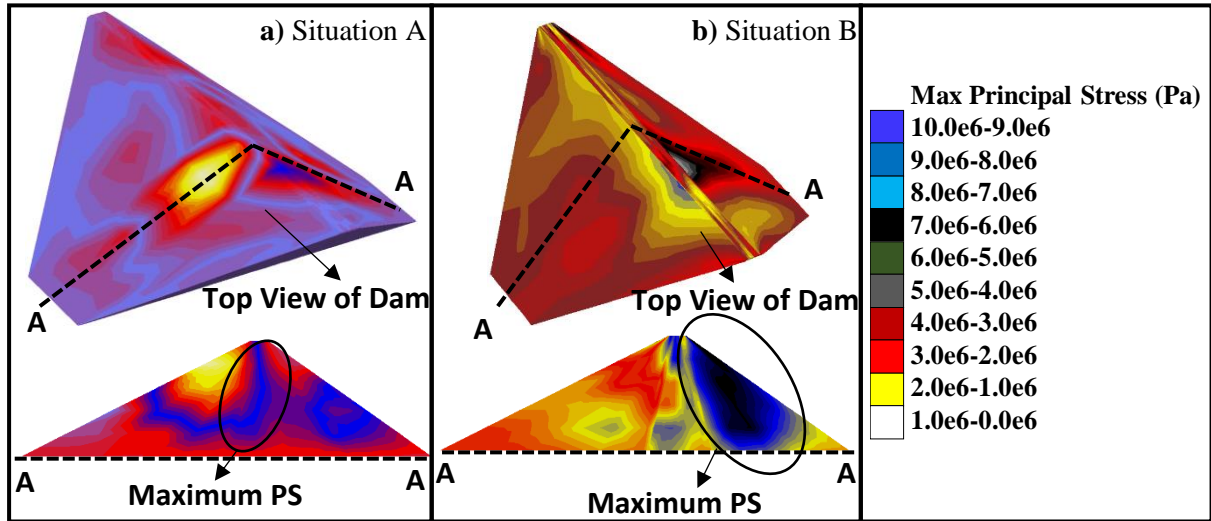 a) Situation A
A
Top View of Dam
A
A
A
Maximum PS
b) Situation B
A
Top View of Dam
A
A
A
Maximum PS
Max Principal Stress (Pa)
10.0e6-9.0e6
9.0e6-8.0e6
8.0e6-7.0e6
7.0e6-6.0e6
6.0e6-5.0e6
5.0e6-4.0e6
4.0e6-3.0e6
3.0e6-2.0e6
2.0e6-1.0e6
1.0e6-0.0e6